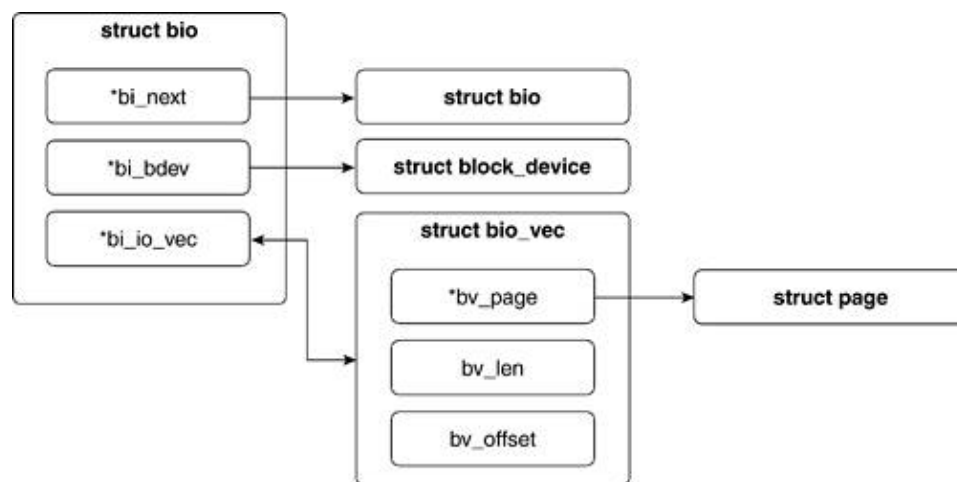 struct bio
*bi_next
struct bio
*bi_bdev
struct block_device
*bi_io_vec
struct bio_vec
*bv_page
struct page
bv_len
bv_offset